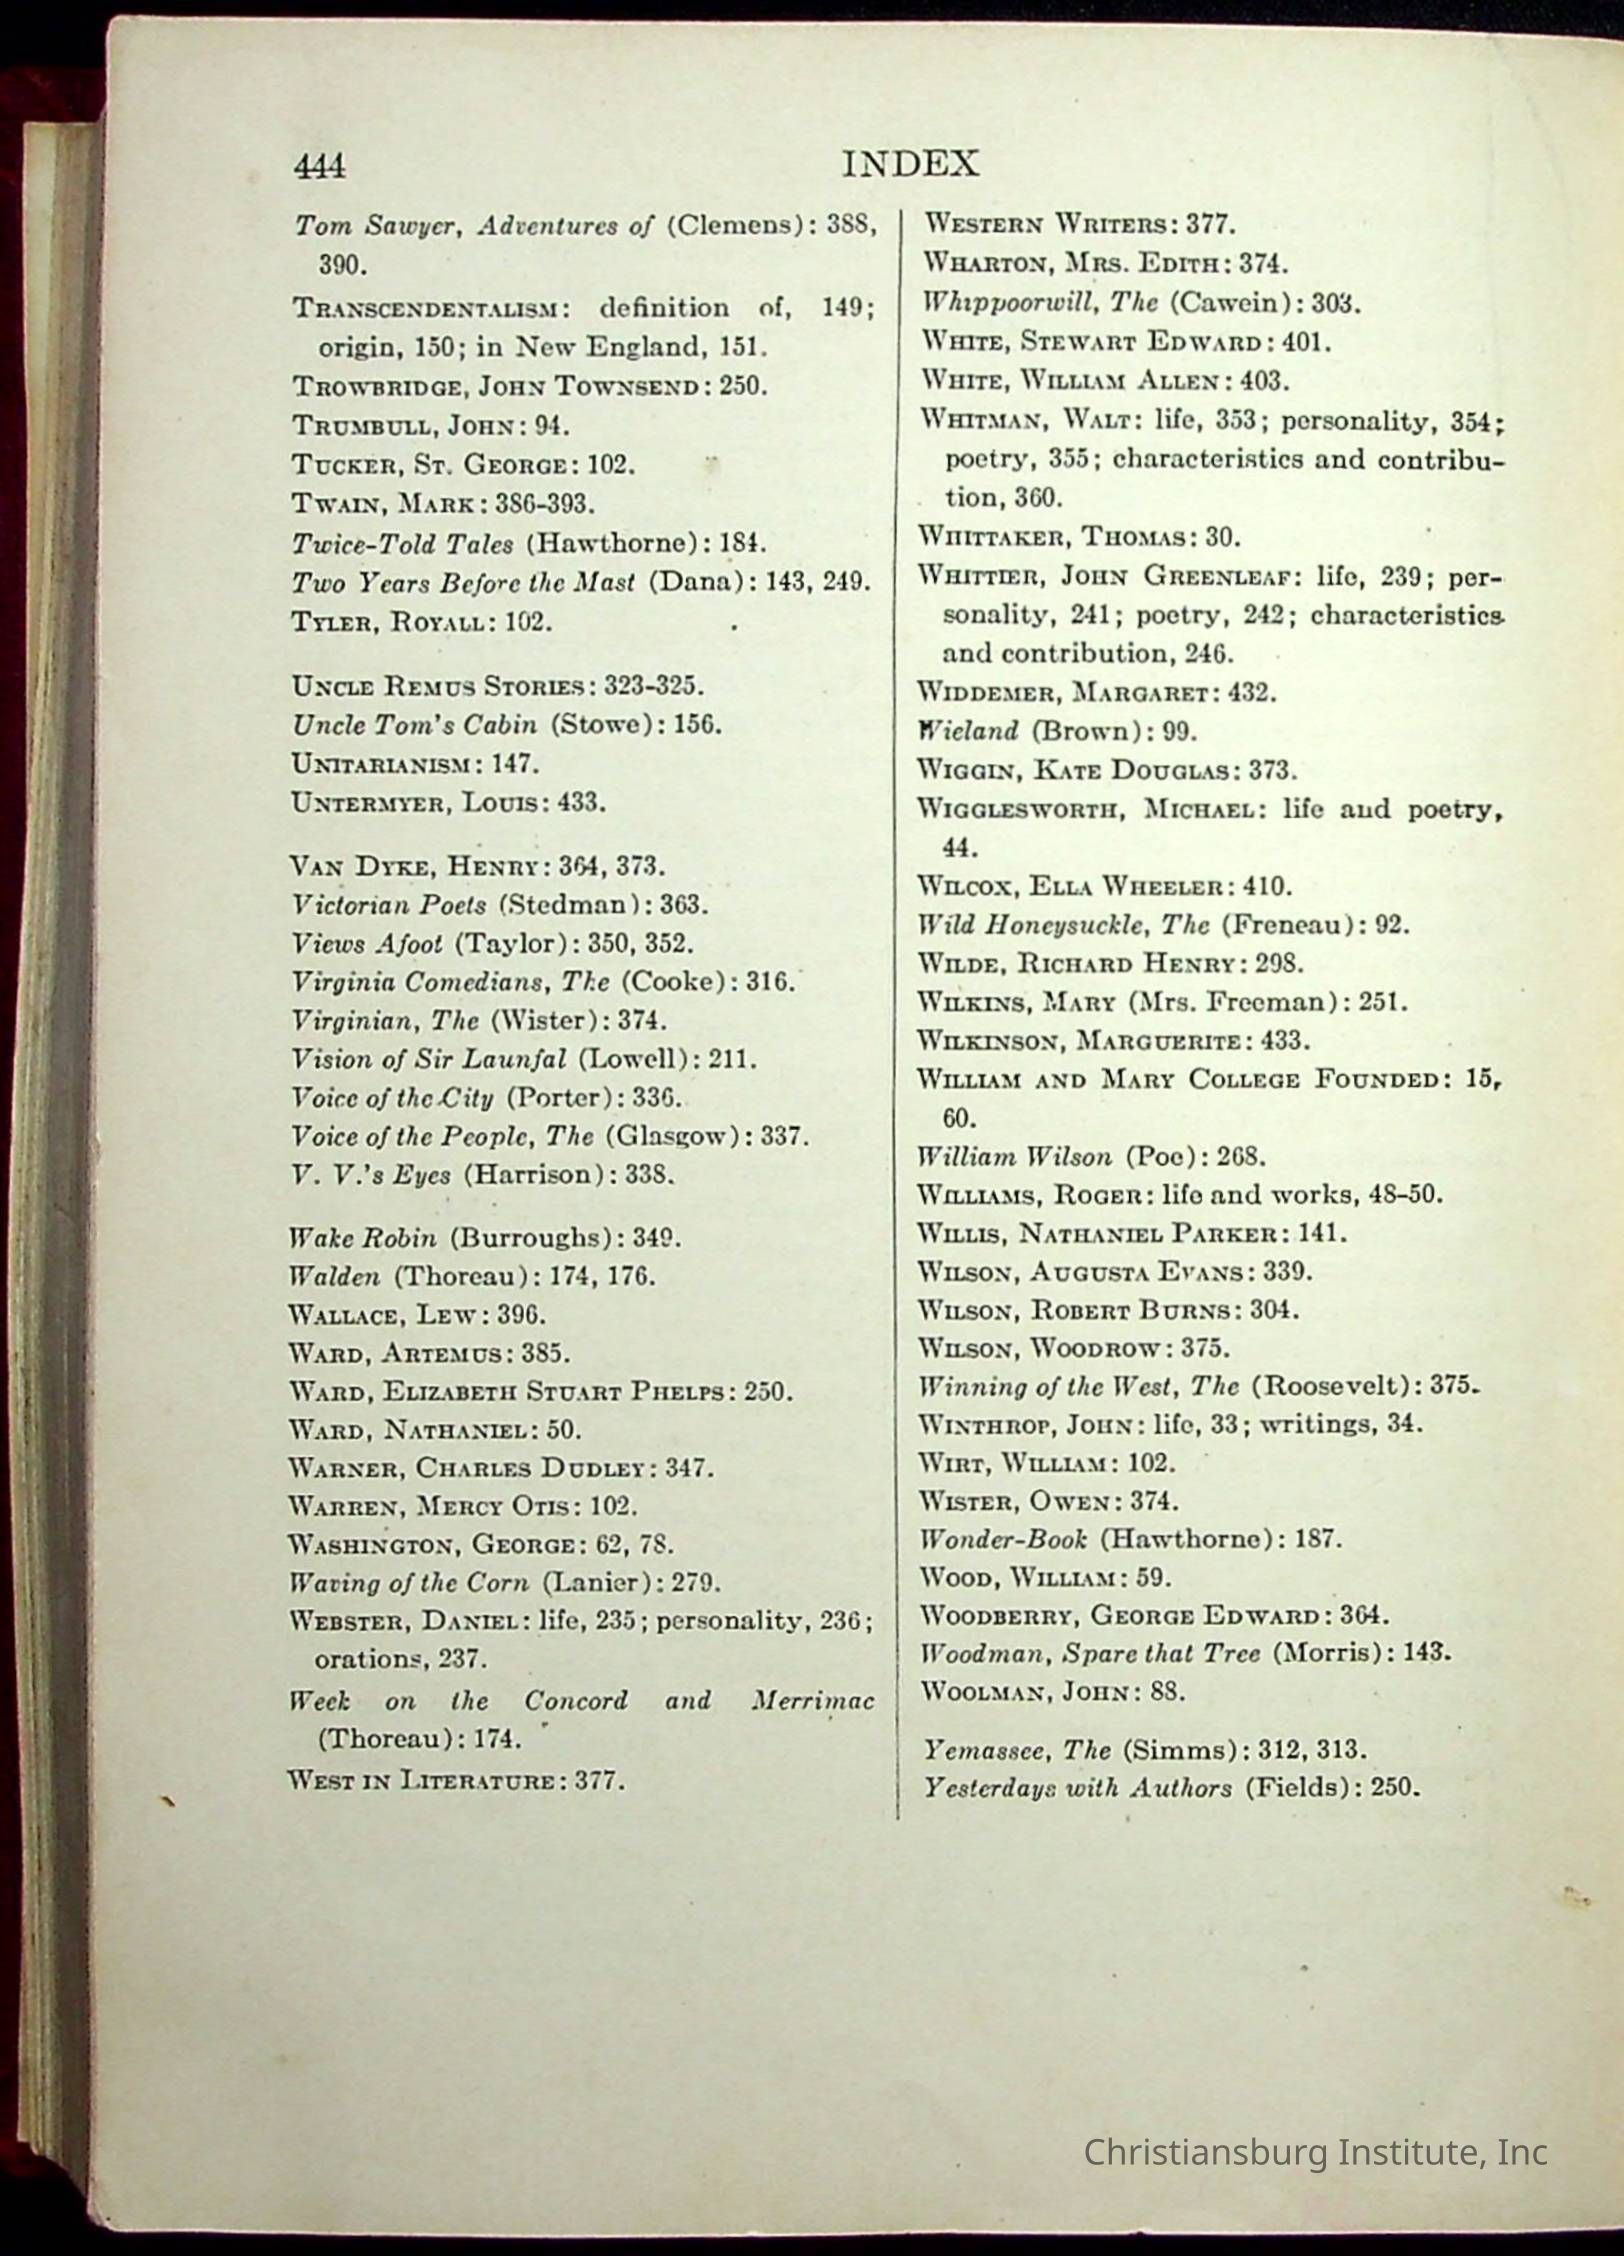 444
INDEX
Tom Sawyer, Adventures of (Clemens): 388,
390.
TRANSCENDENTALISM: definition of, 149;
origin, 150; in New England, 151.
TROWBRIDGE, JOHN TOWNSEND: 250.
TRUMBULL, JOHN: 94.
TUCKER, ST. GEORGE: 102.
TWAIN, MARK: 386-393.
Twice-Told Tales (Hawthorne): 184.
Two Years Before the Mast (Dana): 143, 249.
TYLER, ROYALL: 102.
UNCLE REMUS STORIES: 323-325.
Uncle Tom's Cabin (Stowe): 156.
UNITARIANISM: 147.
UNTERMYER, LOUIS: 433.
VAN DYKE, HENRY: 364, 373.
Victorian Poets (Stedman): 363.
Views Afoot (Taylor): 350, 352.
Virginia Comedians, The (Cooke): 316.
Virginian, The (Wister): 374.
Vision of Sir Launfal (Lowell): 211.
Voice of the City (Porter): 336.
Voice of the People, The (Glasgow): 337.
V. V.'s Eyes (Harrison): 338.
Wake Robin (Burroughs): 349.
Walden (Thoreau): 174, 176.
WALLACE, LEW: 396.
WARD, ARTEMUS: 385.
WARD, ELIZABETH STUART PHELPS: 250.
WARD, NATHANIEL: 50.
WARNER, CHARLES DUDLEY: 347.
WARREN, MERCY OTIS: 102.
WASHINGTON, GEORGE: 62, 78.
Waving of the Corn (Lanier): 279.
WEBSTER, DANIEL: life, 235; personality, 236;
orations, 237.
Week on the Concord and Merrimac
(Thoreau): 174.
WEST IN LITERATURE: 377.
WESTERN WRITERS: 377.
WHARTON, MRS. EDITH: 374.
Whippoorwill, The (Cawein): 303.
WHITE, STEWART EDWARD: 401.
WHITE, WILLIAM ALLEN: 403.
WHITMAN, WALT: life, 353; personality, 354;
poetry, 355; characteristics and contribu-
tion, 360.
WHITTAKER, THOMAS: 30.
WHITTIER, JOHN GREENLEAF: life, 239; per-
sonality, 241; poetry, 242; characteristics
and contribution, 246.
WIDDEMER, MARGARET: 432.
Wieland (Brown): 99.
WIGGIN, KATE DOUGLAS: 373.
WIGGLESWORTH, MICHAEL: life and poetry,
44.
WILCOX, ELLA WHEELER: 410.
Wild Honeysuckle, The (Freneau): 92.
WILDE, RICHARD HENRY: 298.
WILKINS, MARY (Mrs. Freeman): 251.
WILKINSON, MARGUERITE: 433.
WILLIAM AND MARY COLLEGE FOUNDED: 15,
60.
William Wilson (Poe): 268.
WILLIAMS, ROGER: life and works, 48-50.
WILLIS, NATHANIEL PARKER: 141.
WILSON, AUGUSTA EVANS: 339.
WILSON, ROBERT BURNS: 304.
WILSON, WOODROW: 375.
Winning of the West, The (Roosevelt): 375.
WINTHROP, JOHN: life, 33; writings, 34.
WIRT, WILLIAM: 102.
WISTER, OWEN: 374.
Wonder-Book (Hawthorne): 187.
WOOD, WILLIAM: 59.
WOODBERRY, GEORGE EDWARD: 364.
Woodman, Spare that Tree (Morris): 143.
WOOLMAN, JOHN: 88.
Yemassee, The (Simms): 312, 313.
Yesterdays with Authors (Fields): 250.
Christiansburg Institute, Inc